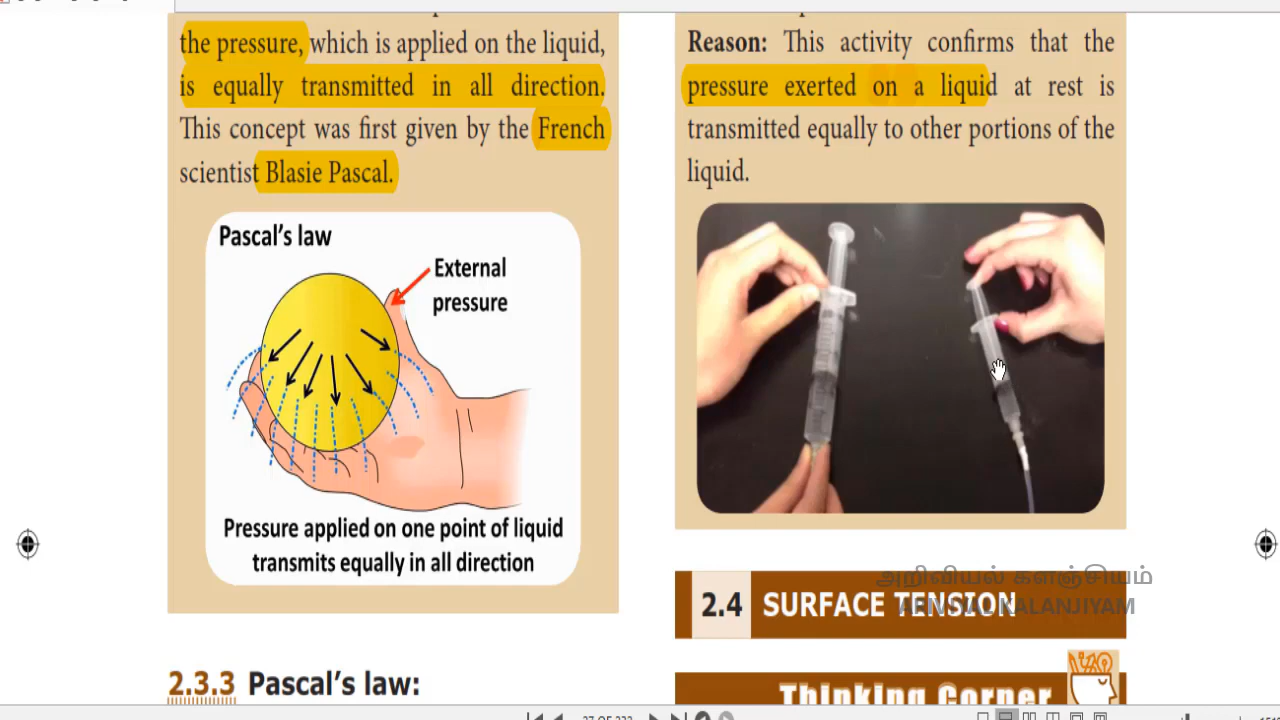 the pressure, which is applied on the liquid,
is equally transmitted in all direction.
This concept was first given by the French
scientist Blasie Pascal.
Pascal's law
External
pressure
Pressure applied on one point of liquid
transmits equally in all direction
2.3.3 Pascal's law:
Reason: This activity confirms that the
pressure exerted on a liquid at rest is
transmitted equally to other portions of the
liquid.
அறிவியல் களஞ்சியம்
ARIVIYAL KALANJIYAM
2.4 SURFACE TENSION
Thinking Corner